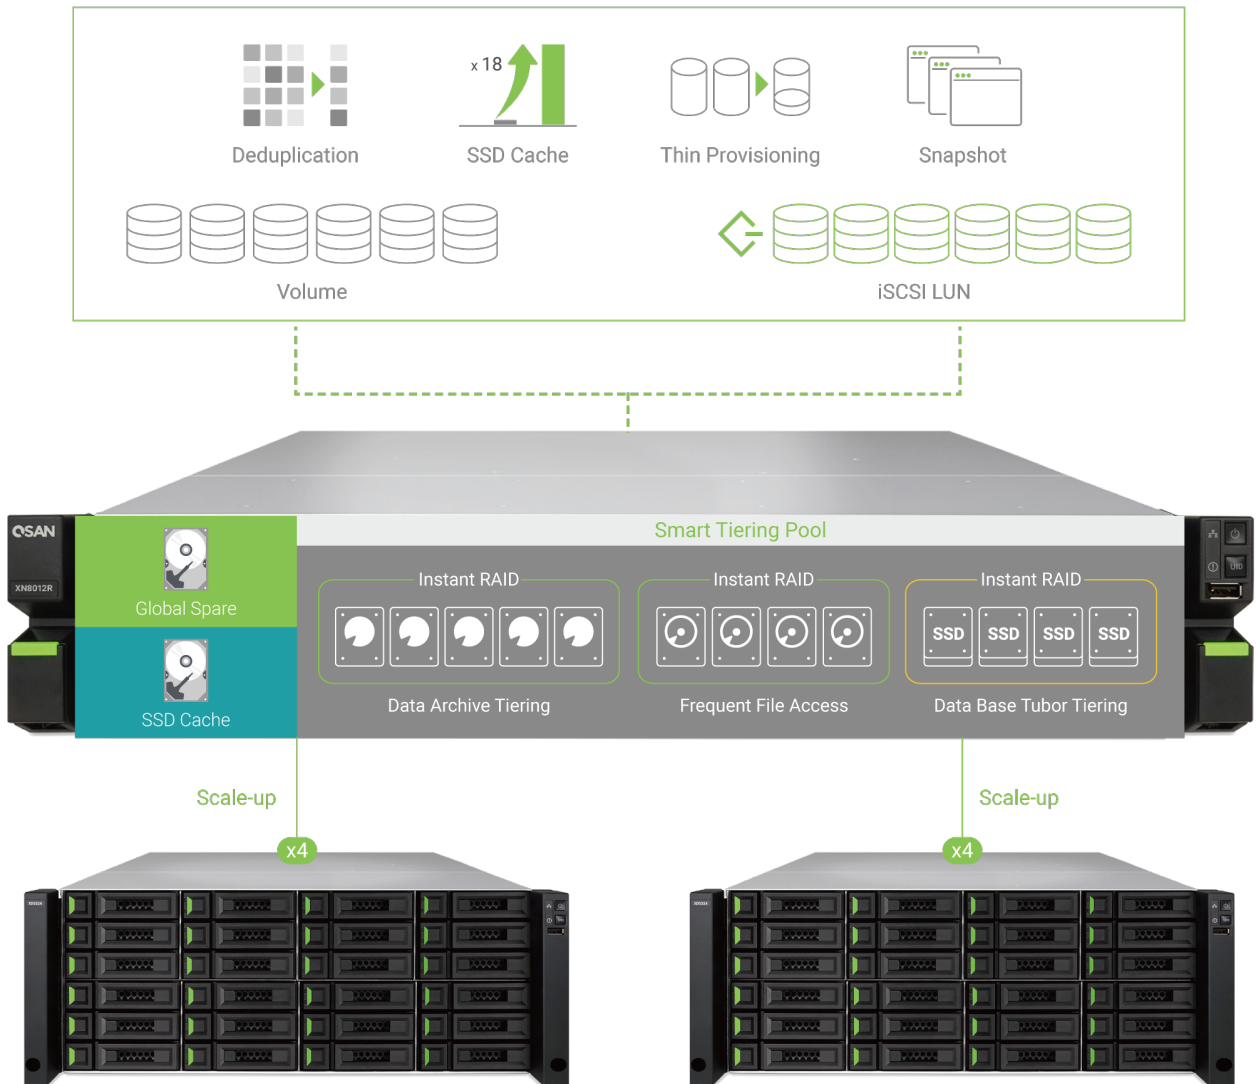 x 18
Deduplication
SSD Cache
Thin Provisioning
Snapshot
Volume
iSCSI LUN
QSAN
XN8012R
Smart Tiering Pool
UID
Global Spare
SSD Cache
Instant RAID
Instant RAID
Instant RAID
SSD
SSD
SSD
SSD
Data Archive Tiering
Frequent File Access
Data Base Tubor Tiering
Scale-up
Scale-up
x4
x4